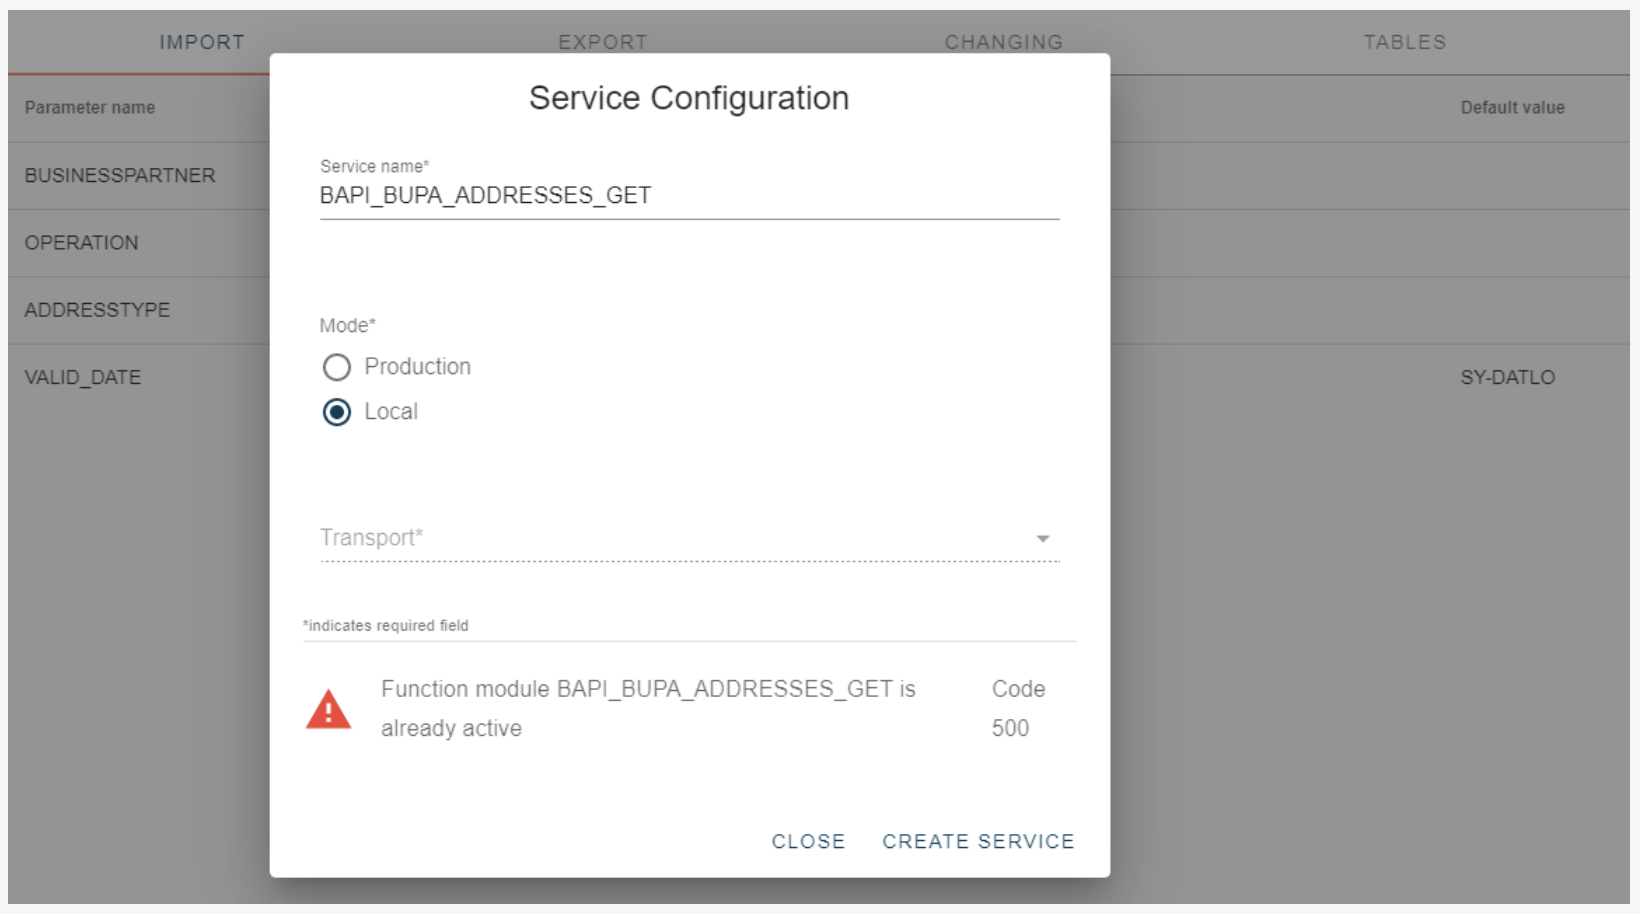 IMPORT EXPORT CHANGING TABLES
Service Configuration
Parameter name Default value
Service name*
BUSINESSPARTNER
BAPI_BUPA_ADDRESSES_GET
OPERATION
ADDRESSTYPE
Mode*
Production
VALID_DATE SY-DATLO
Local
Transport*
*indicates required field
Function module BAPI_BUPA_ADDRESSES_GET is Code
already active 500
CLOSE CREATE SERVICE